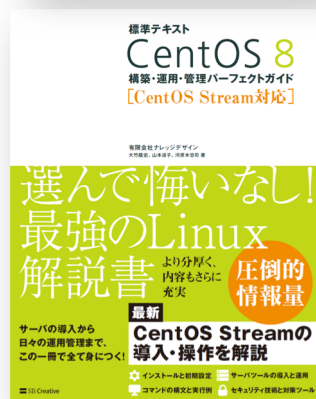 標準テキスト
CentOS 8
構築・運用・管理パーフェクトガイド
[CentOS Stream対応]
有限会社ナレッジデザイン
大竹龍史、山本道子、河原木忠司 著
選んで悔いなし!
最強のLinux
解説書
より分厚く、
内容もさらに
充実
圧倒的
情報量
最新
サーバの導入から
日々の運用管理まで、
この一冊で全て身につく!
CentOS Streamの
導入・操作を解説
インストールと初期設定
サーバツールの導入と運用
コマンドの構文と実行例
セキュリティ技術と対策ツール
SB Creative